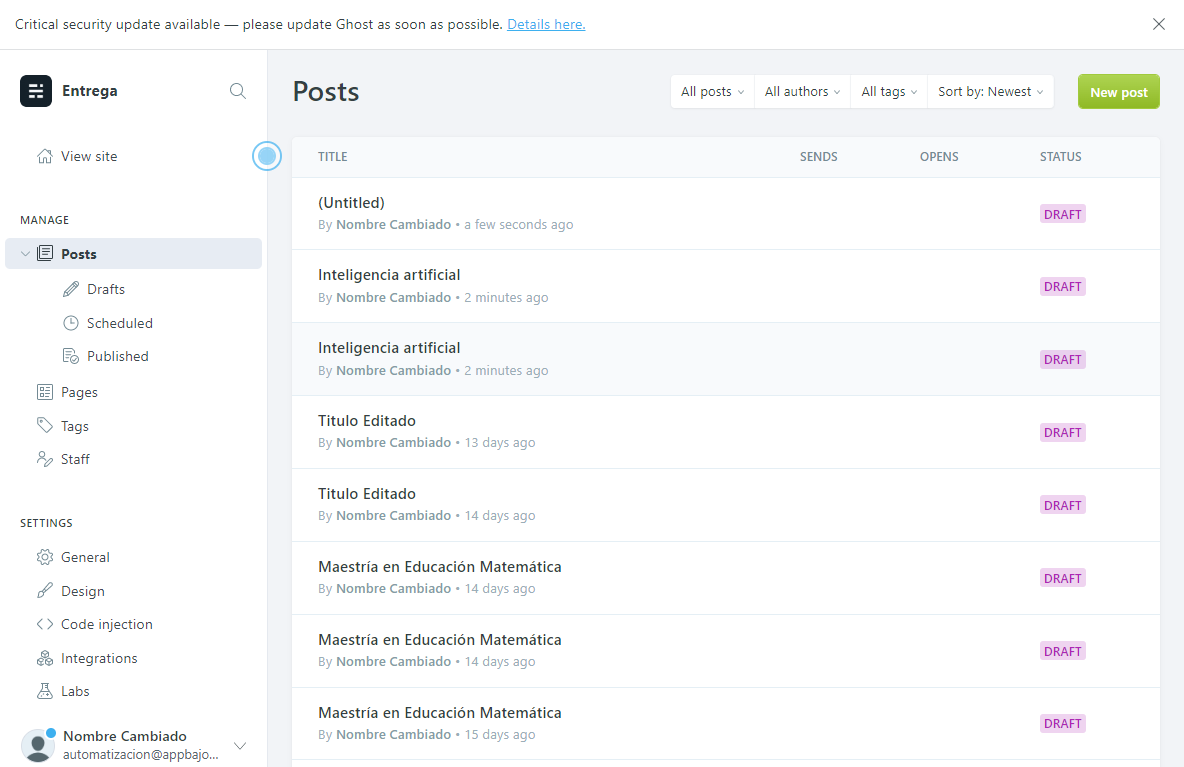 Critical security update available — please update Ghost as soon as possible. Details here.
Entrega
View site
MANAGE
Posts
Drafts
Scheduled
Published
Pages
Tags
Staff
SETTINGS
General
Design
Code injection
Integrations
Labs
Nombre Cambiado
automatizacion@appbajo...
Posts
All posts
All authors
All tags
Sort by: Newest
New post
TITLE SENDS OPENS STATUS
(Untitled)
By Nombre Cambiado • a few seconds ago
DRAFT
Inteligencia artificial
By Nombre Cambiado • 2 minutes ago
DRAFT
Inteligencia artificial
By Nombre Cambiado • 2 minutes ago
DRAFT
Titulo Editado
By Nombre Cambiado • 13 days ago
DRAFT
Titulo Editado
By Nombre Cambiado • 14 days ago
DRAFT
Maestría en Educación Matemática
By Nombre Cambiado • 14 days ago
DRAFT
Maestría en Educación Matemática
By Nombre Cambiado • 14 days ago
DRAFT
Maestría en Educación Matemática
By Nombre Cambiado • 15 days ago
DRAFT